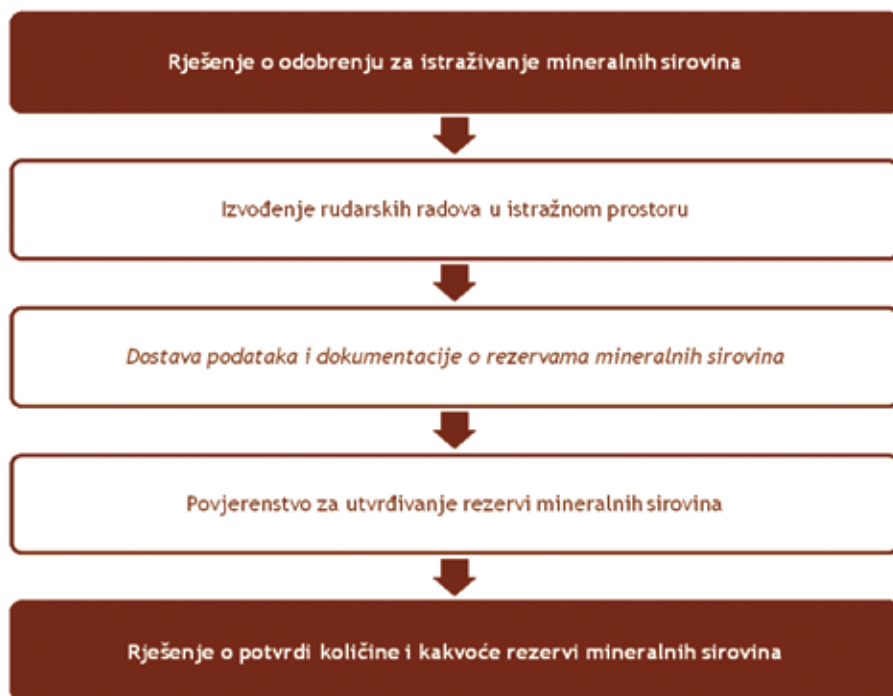 Rješenje o odobrenju za istraživanje mineralnih sirovina
Izvođenje rudarskih radova u istražnom prostoru
Dostava podataka i dokumentacije o rezervama mineralnih sirovina
Povjerenstvo za utvrđivanje rezervi mineralnih sirovina
Rješenje o potvrdi količine i kakvoće rezervi mineralnih sirovina